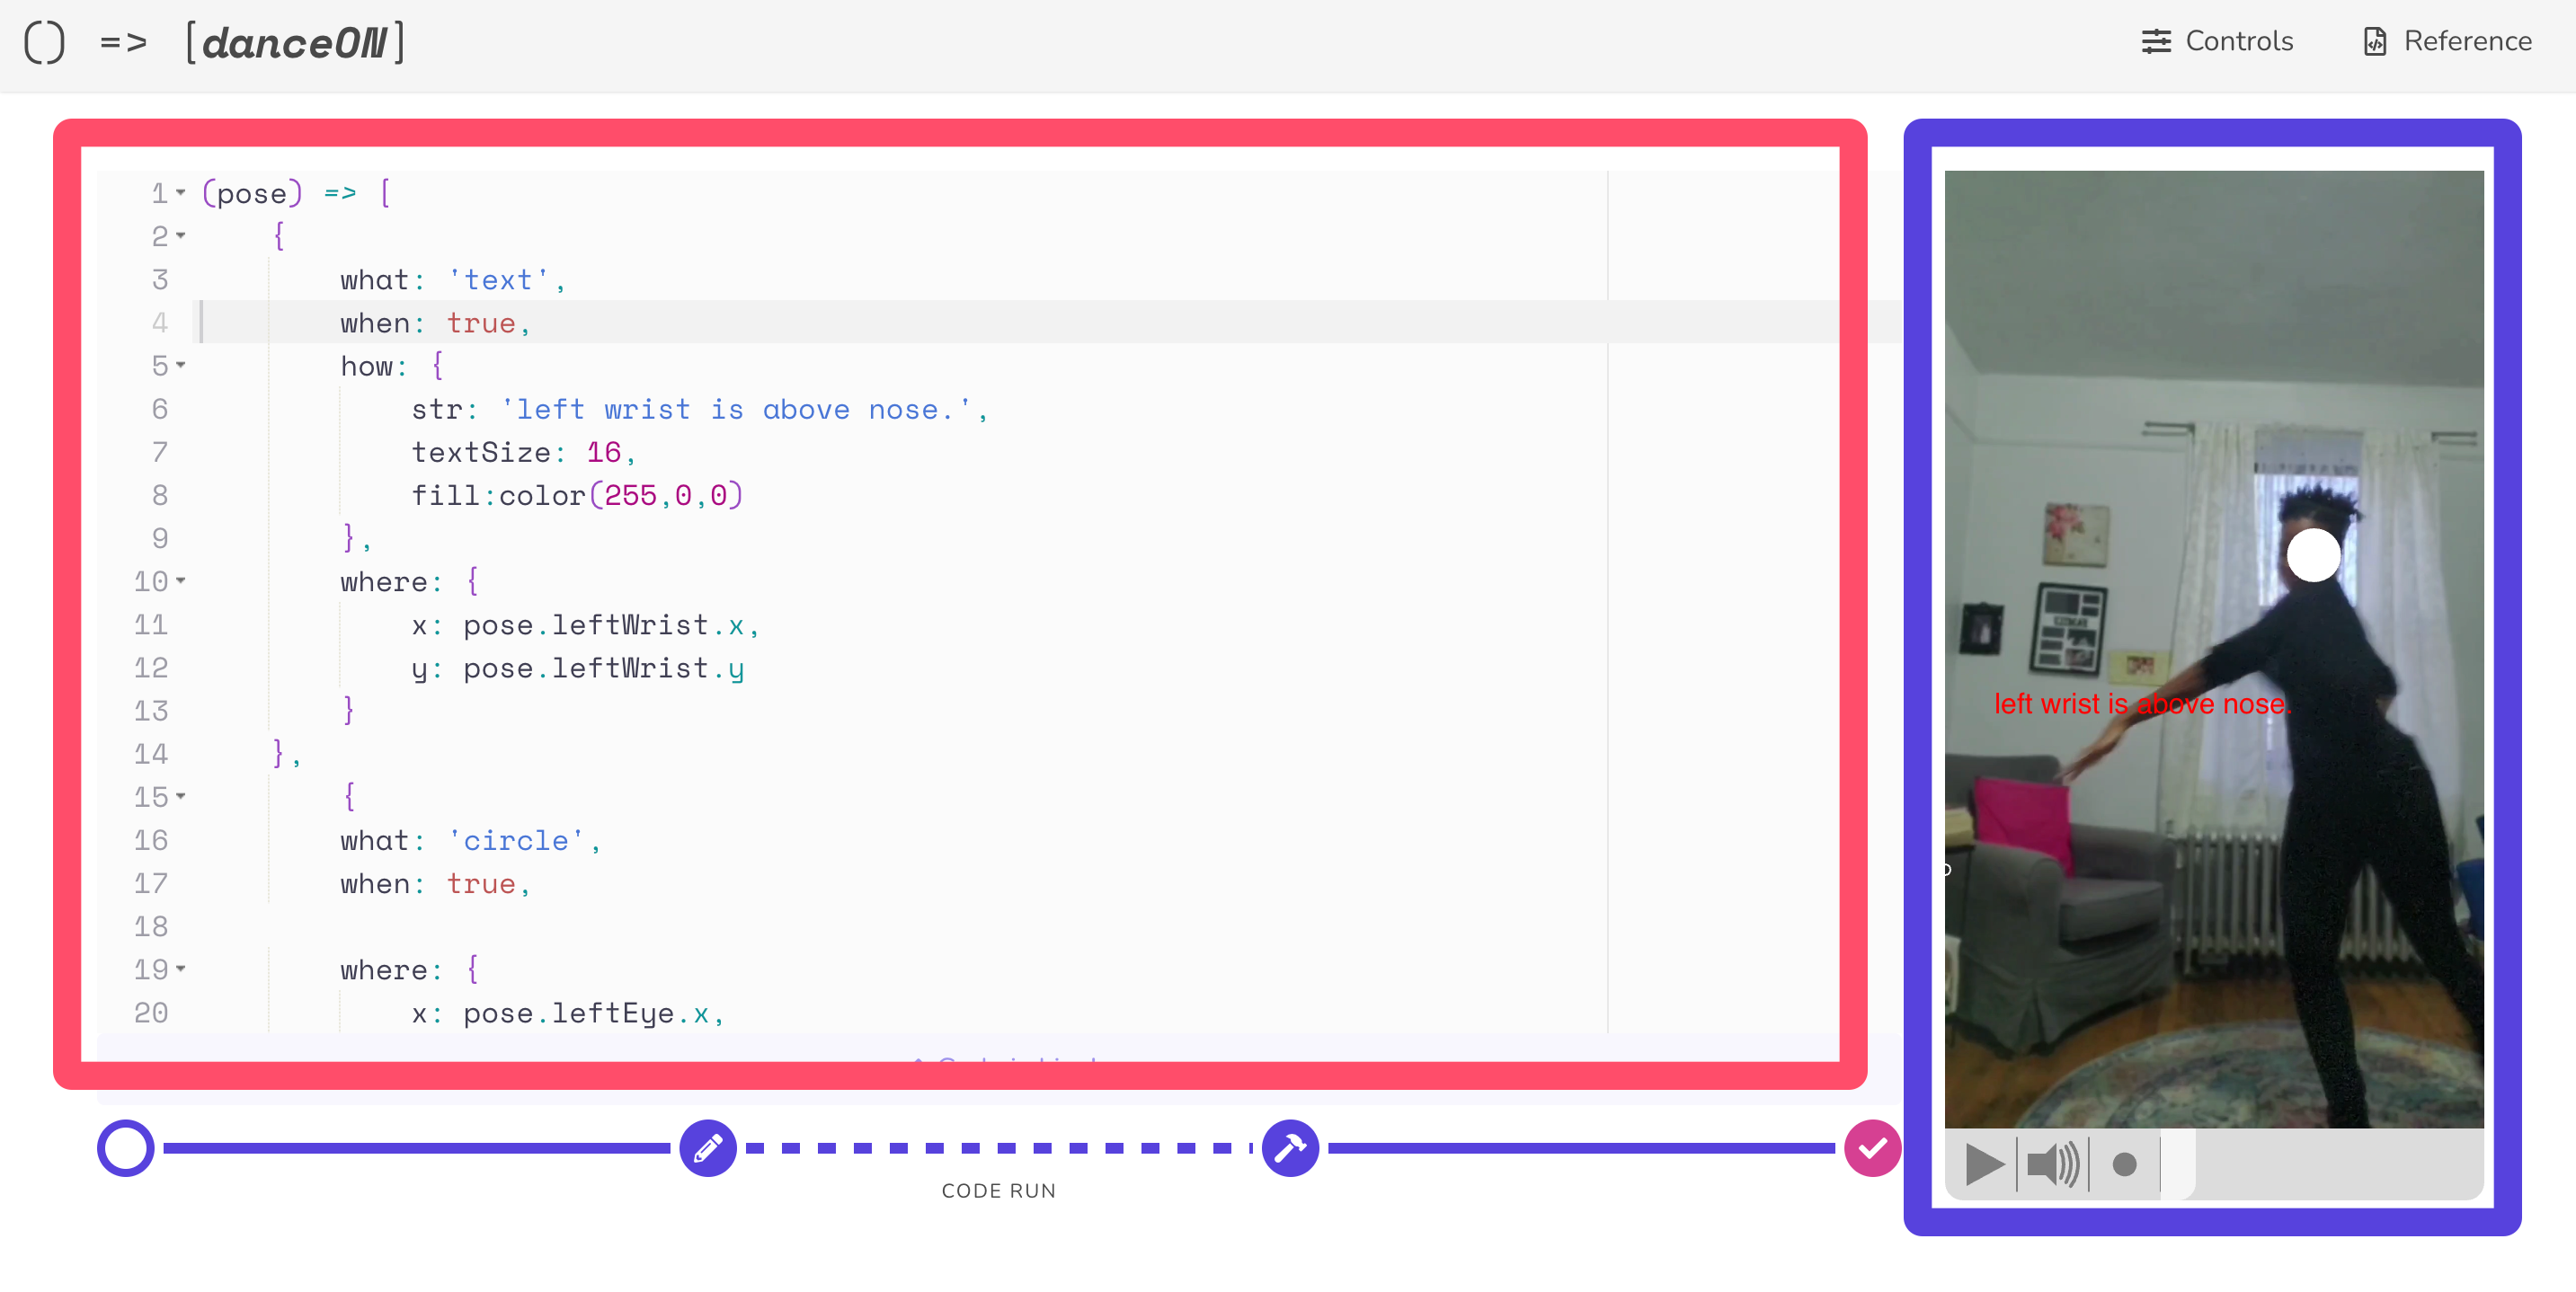 () => [danceON]
Controls
Reference
1 (pose) => [
2 {
3 what: 'text',
4 when: true,
5 how: {
6 str: 'left wrist is above nose.',
7 textSize: 16,
8 fill:color(255,0,0)
9 },
10 where: {
11 x: pose.leftWrist.x,
12 y: pose.leftWrist.y
13 }
14 },
15 {
16 what: 'circle',
17 when: true,
18
19 where: {
20 x: pose.leftEye.x,
CODE RUN
left wrist is above nose.